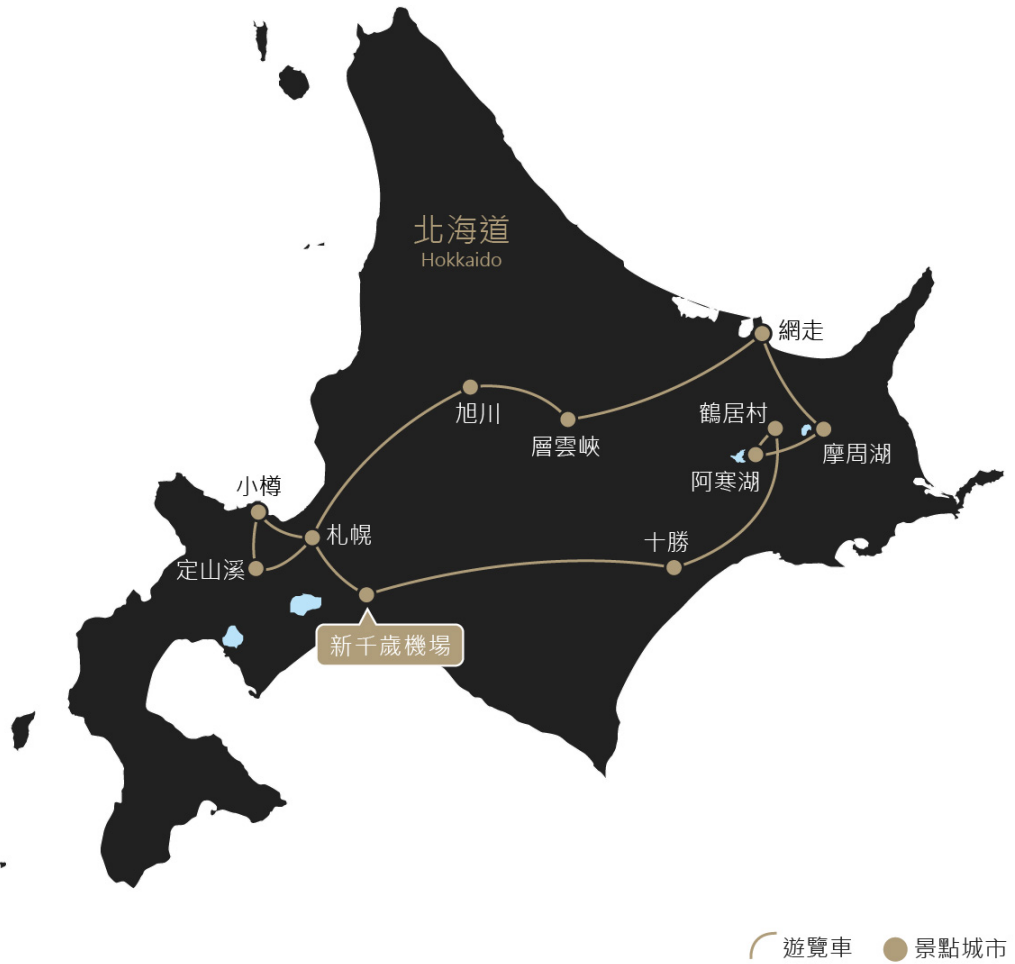 北海道
Hokkaido
網走
旭川
鶴居村
層雲峽
摩周湖
阿寒湖
小樽
札幌
十勝
定山溪
新千歲機場
遊覽車
景點城市